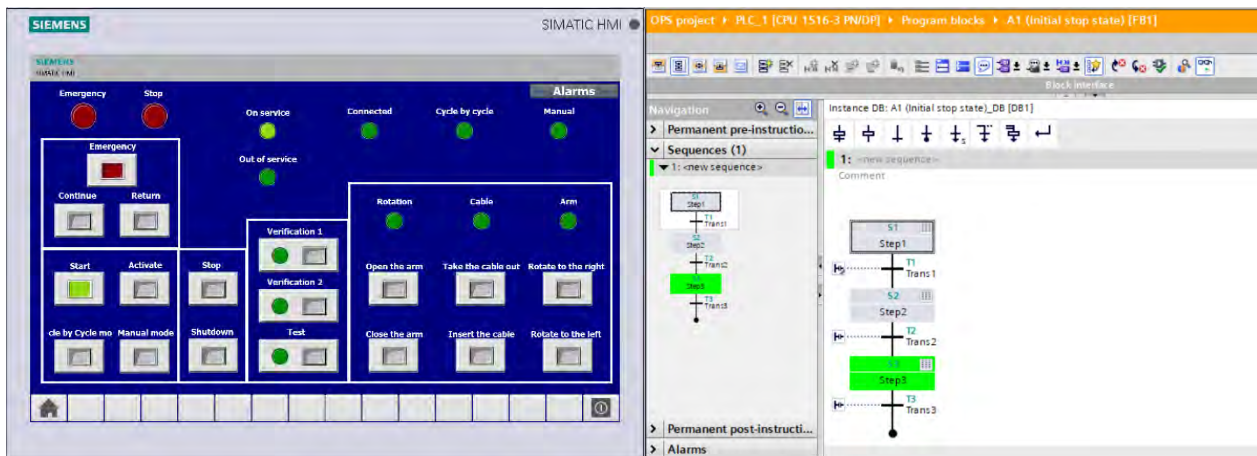 SIEMENS
SIMATIC HMI
SIEMENS
SIMATIC HMI
Alarms
Emergency Stop
On service Connected Cycle by cycle Manual
Emergency
Out of service
Continue Return
Rotation Cable Arm
Verification 1
Start Activate Stop
Open the arm Take the cable out Rotate to the right
Verification 2
cle by Cycle mo Manual mode Shutdown Test
Close the arm Insert the cable Rotate to the left
OPS project PLC_1 [CPU 1516-3 PN/DP] Program blocks A1 (Initial stop state) [FB1]
Block interface
Navigation
Permanent pre-instructio...
Sequences (1)
1: <new sequence>
S1
Step1
T1
Trans1
S2
Step2
T2
Trans2
S3
Step3
T3
Trans3
Permanent post-instructi...
Alarms
Instance DB: A1 (Initial stop state)_DB [DB1]
1: <new sequence>
Comment
S1
Step1
T1
Trans1
S2
Step2
T2
Trans2
S3
Step3
T3
Trans3